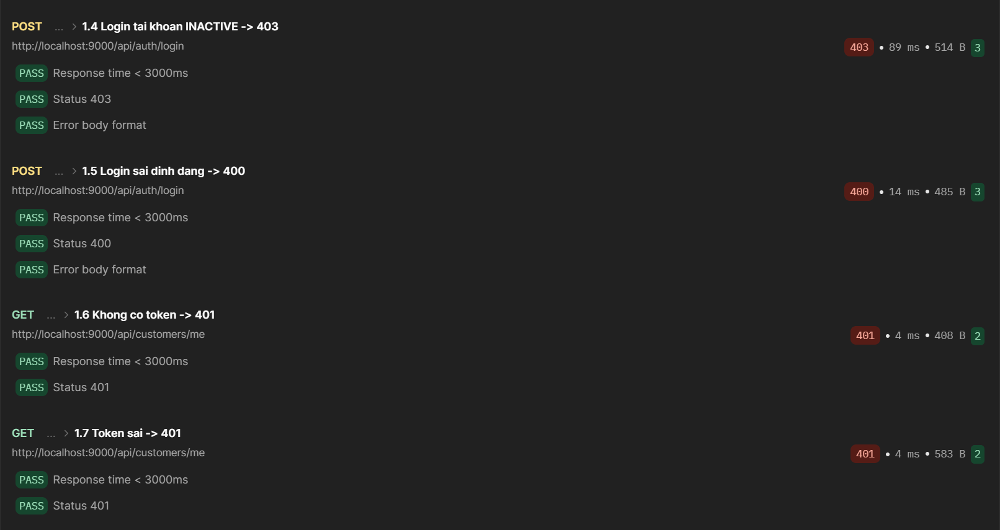 POST ... > 1.4 Login tai khoan INACTIVE -> 403
http://localhost:9000/api/auth/login
403 • 89 ms • 514 B 3
PASS Response time < 3000ms
PASS Status 403
PASS Error body format
POST ... > 1.5 Login sai dinh dang -> 400
http://localhost:9000/api/auth/login
400 • 14 ms • 485 B 3
PASS Response time < 3000ms
PASS Status 400
PASS Error body format
GET ... > 1.6 Khong co token -> 401
http://localhost:9000/api/customers/me
401 • 4 ms • 408 B 2
PASS Response time < 3000ms
PASS Status 401
GET ... > 1.7 Token sai -> 401
http://localhost:9000/api/customers/me
401 • 4 ms • 583 B 2
PASS Response time < 3000ms
PASS Status 401